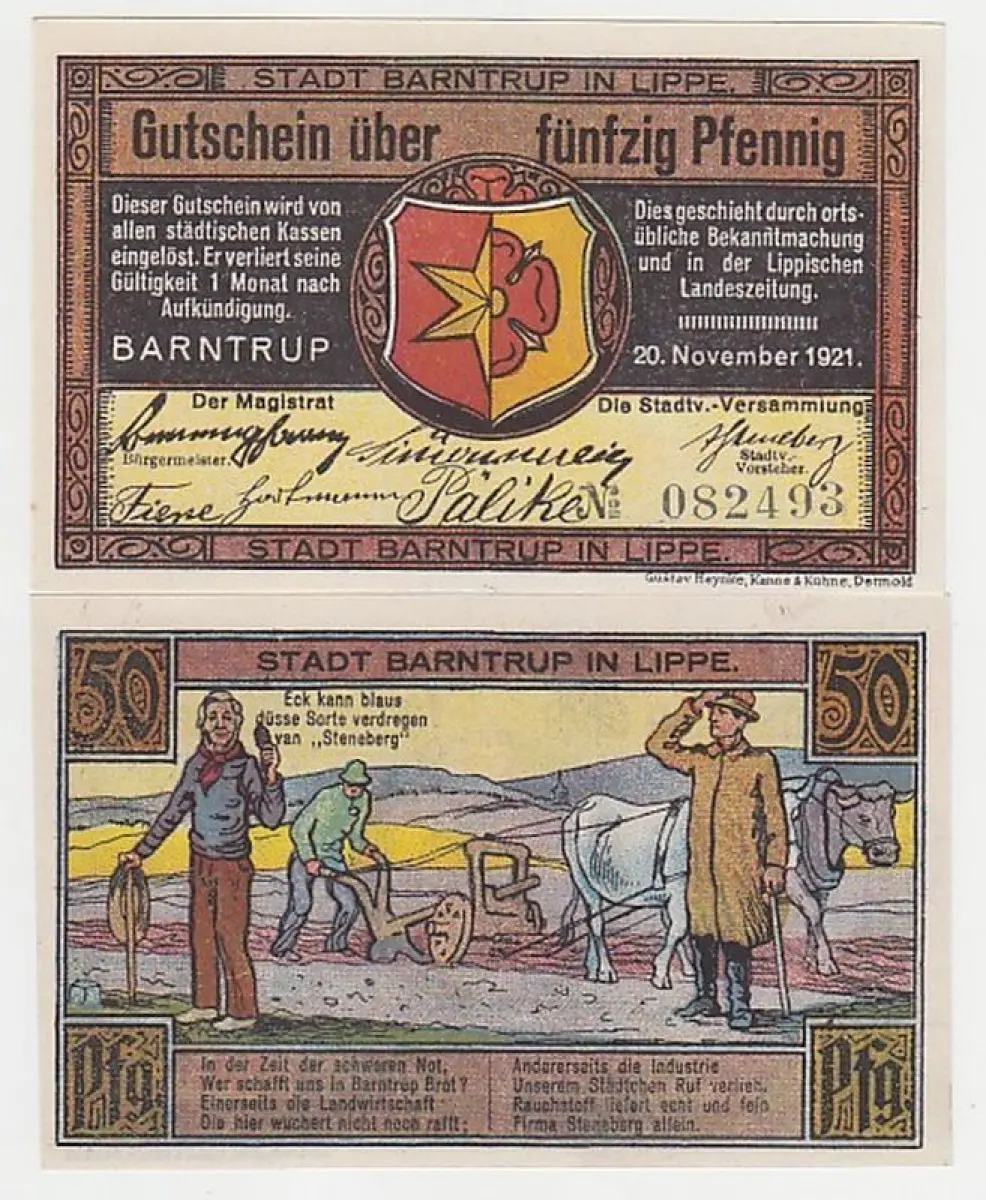 STADT BARNTRUP IN LIPPE.
Gutschein über fünfzig Pfennig
Dieser Gutschein wird von
allen städtischen Kassen
eingelöst. Er verliert seine
Gültigkeit 1 Monat nach
Aufkündigung.
BARNTRUP
Dies geschieht durch orts-
übliche Bekanntmachung
und in der Lippischen
Landeszeitung.
20. November 1921.
Der Magistrat
Die Stadtv.-Versammlung
Bürgermeister.
Stadtv.-
Vorsteher.
Fiene
Pälike
№ 082493
STADT BARNTRUP IN LIPPE.
Gustav Heynke, Kanne & Kühne, Detmold
50
STADT BARNTRUP IN LIPPE.
50
Eck kann blaus
düsse Sorte verdregen
van „Steneberg"
Pfg
In der Zeit der schweren Not,
Wer schafft uns in Barntrup Brot?
Einerseits die Landwirtschaft
Die hier wuchert nicht noch rafft;
Andererseits die Industrie
Unserem Städtchen Ruf verlieh.
Rauchstoff liefert echt und fein
Firma Steneberg allein.
Pfg